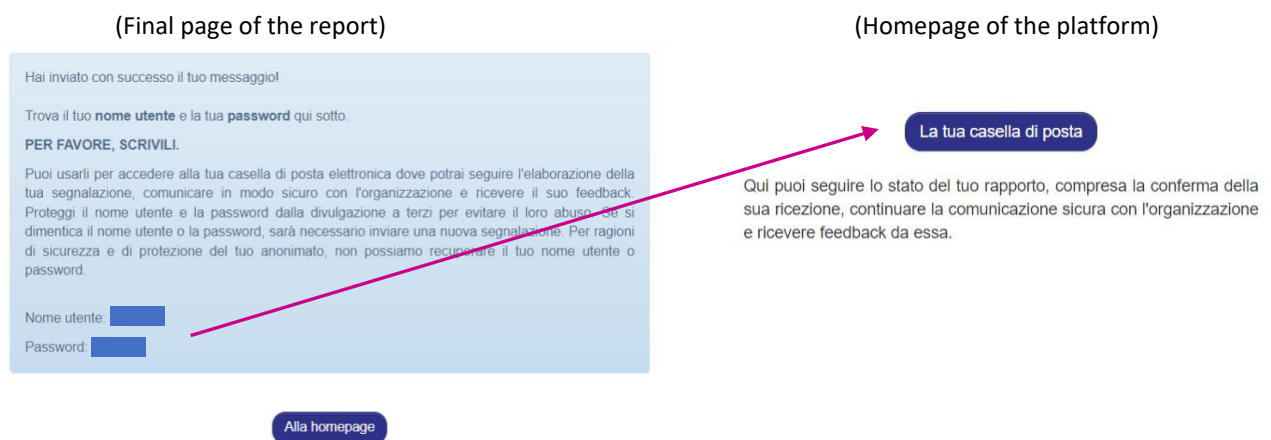 (Final page of the report)
Hai inviato con successo il tuo messaggio!
Trova il tuo nome utente e la tua password qui sotto.
PER FAVORE, SCRIVILI.
Puoi usarli per accedere alla tua casella di posta elettronica dove potrai seguire l'elaborazione della
tua segnalazione, comunicare in modo sicuro con l'organizzazione e ricevere il suo feedback.
Proteggi il nome utente e la password dalla divulgazione a terzi per evitare il loro abuso. Se si
dimentica il nome utente o la password, sarà necessario inviare una nuova segnalazione. Per ragioni
di sicurezza e di protezione del tuo anonimato, non possiamo recuperare il tuo nome utente o
password.
Nome utente:
Password:
Alla homepage
(Homepage of the platform)
La tua casella di posta
Qui puoi seguire lo stato del tuo rapporto, compresa la conferma della
sua ricezione, continuare la comunicazione sicura con l'organizzazione
e ricevere feedback da essa.